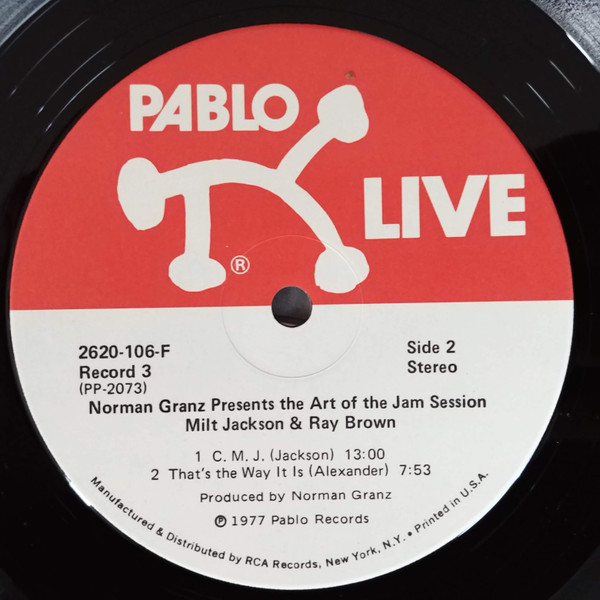 PABLO
LIVE
®
2620-106-F
Side 2
Record 3
Stereo
(PP-2073)
Norman Granz Presents the Art of the Jam Session
Milt Jackson & Ray Brown
1 C. M. J. (Jackson) 13:00
2 That's the Way It Is (Alexander) 7:53
Produced by Norman Granz
℗ 1977 Pablo Records
Manufactured & Distributed by RCA Records, New York, N.Y. • Printed in U.S.A.